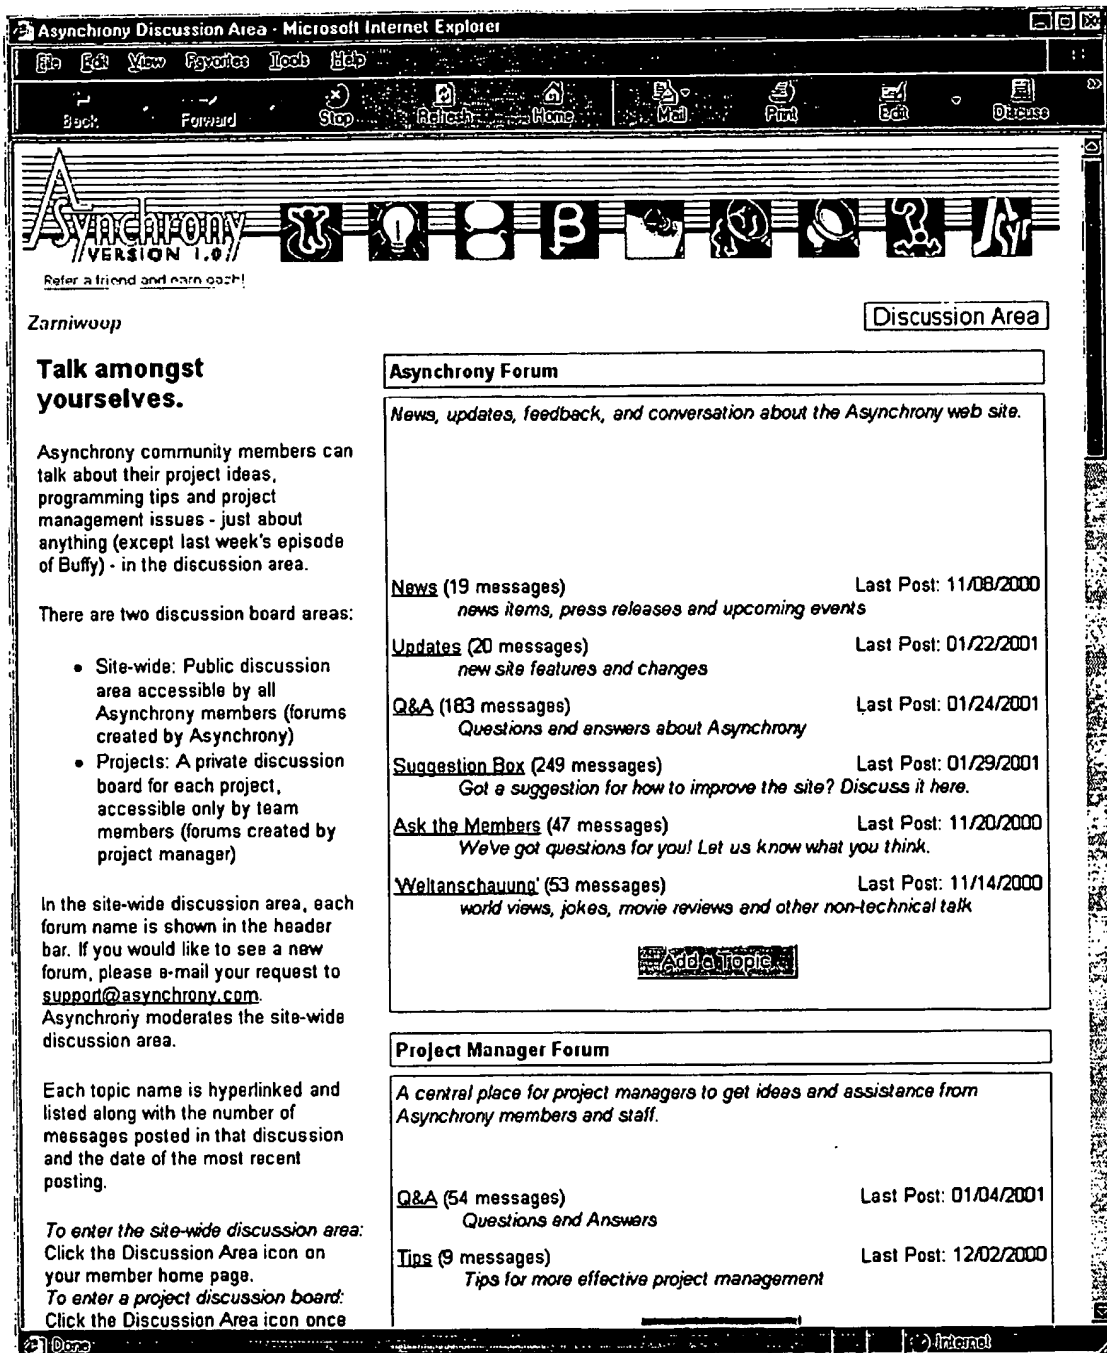 Asynchrony Discussion Area - Microsoft Internet Explorer
File Edit View Favorites Tools Help
Back Forward Stop Refresh Home Mail Print Edit Discuss
Asynchrony
//VERSION 1.0//
β
Asyr
Refer a friend and earn cash!
Zarniwoop
Discussion Area
Talk amongst
yourselves.
Asynchrony community members can
talk about their project ideas,
programming tips and project
management issues - just about
anything (except last week's episode
of Buffy) - in the discussion area.
There are two discussion board areas:
• Site-wide: Public discussion
area accessible by all
Asynchrony members (forums
created by Asynchrony)
• Projects: A private discussion
board for each project,
accessible only by team
members (forums created by
project manager)
In the site-wide discussion area, each
forum name is shown in the header
bar. If you would like to see a new
forum, please e-mail your request to
support@asynchrony.com.
Asynchrony moderates the site-wide
discussion area.
Each topic name is hyperlinked and
listed along with the number of
messages posted in that discussion
and the date of the most recent
posting.
To enter the site-wide discussion area:
Click the Discussion Area icon on
your member home page.
To enter a project discussion board:
Click the Discussion Area icon once
Asynchrony Forum
News, updates, feedback, and conversation about the Asynchrony web site.
News (19 messages) Last Post: 11/08/2000
news items, press releases and upcoming events
Updates (20 messages) Last Post: 01/22/2001
new site features and changes
Q&A (183 messages) Last Post: 01/24/2001
Questions and answers about Asynchrony
Suggestion Box (249 messages) Last Post: 01/29/2001
Got a suggestion for how to improve the site? Discuss it here.
Ask the Members (47 messages) Last Post: 11/20/2000
We've got questions for you! Let us know what you think.
'Weltanschauung' (53 messages) Last Post: 11/14/2000
world views, jokes, movie reviews and other non-technical talk
Add a Topic
Project Manager Forum
A central place for project managers to get ideas and assistance from
Asynchrony members and staff.
Q&A (54 messages) Last Post: 01/04/2001
Questions and Answers
Tips (9 messages) Last Post: 12/02/2000
Tips for more effective project management
Done Internet